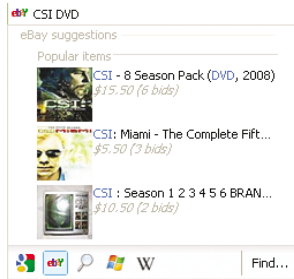 ebY CSI DVD
eBay suggestions
Popular items
CSI - 8 Season Pack (DVD, 2008)
$15.50 (6 bids)
CSI: Miami - The Complete Fift...
$5.50 (3 bids)
CSI : Season 1 2 3 4 5 6 BRAN...
$10.50 (2 bids)
ebY W Find...